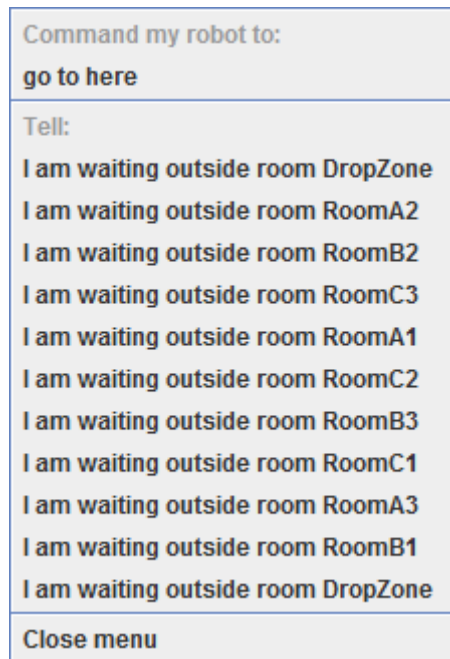 Command my robot to:
go to here
Tell:
I am waiting outside room DropZone
I am waiting outside room RoomA2
I am waiting outside room RoomB2
I am waiting outside room RoomC3
I am waiting outside room RoomA1
I am waiting outside room RoomC2
I am waiting outside room RoomB3
I am waiting outside room RoomC1
I am waiting outside room RoomA3
I am waiting outside room RoomB1
I am waiting outside room DropZone
Close menu